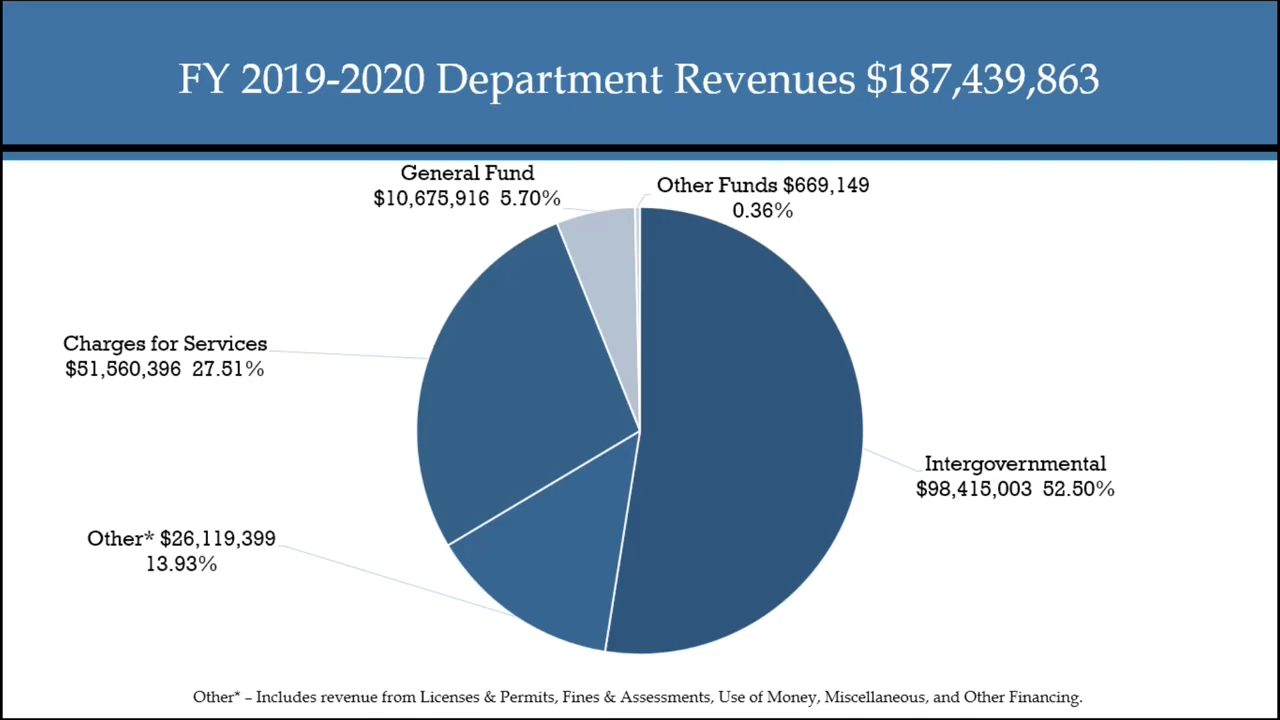 FY 2019-2020 Department Revenues $187,439,863
General Fund
$10,675,916 5.70%
Other Funds $669,149
0.36%
Charges for Services
$51,560,396 27.51%
Intergovernmental
$98,415,003 52.50%
Other* $26,119,399
13.93%
Other* – Includes revenue from Licenses & Permits, Fines & Assessments, Use of Money, Miscellaneous, and Other Financing.